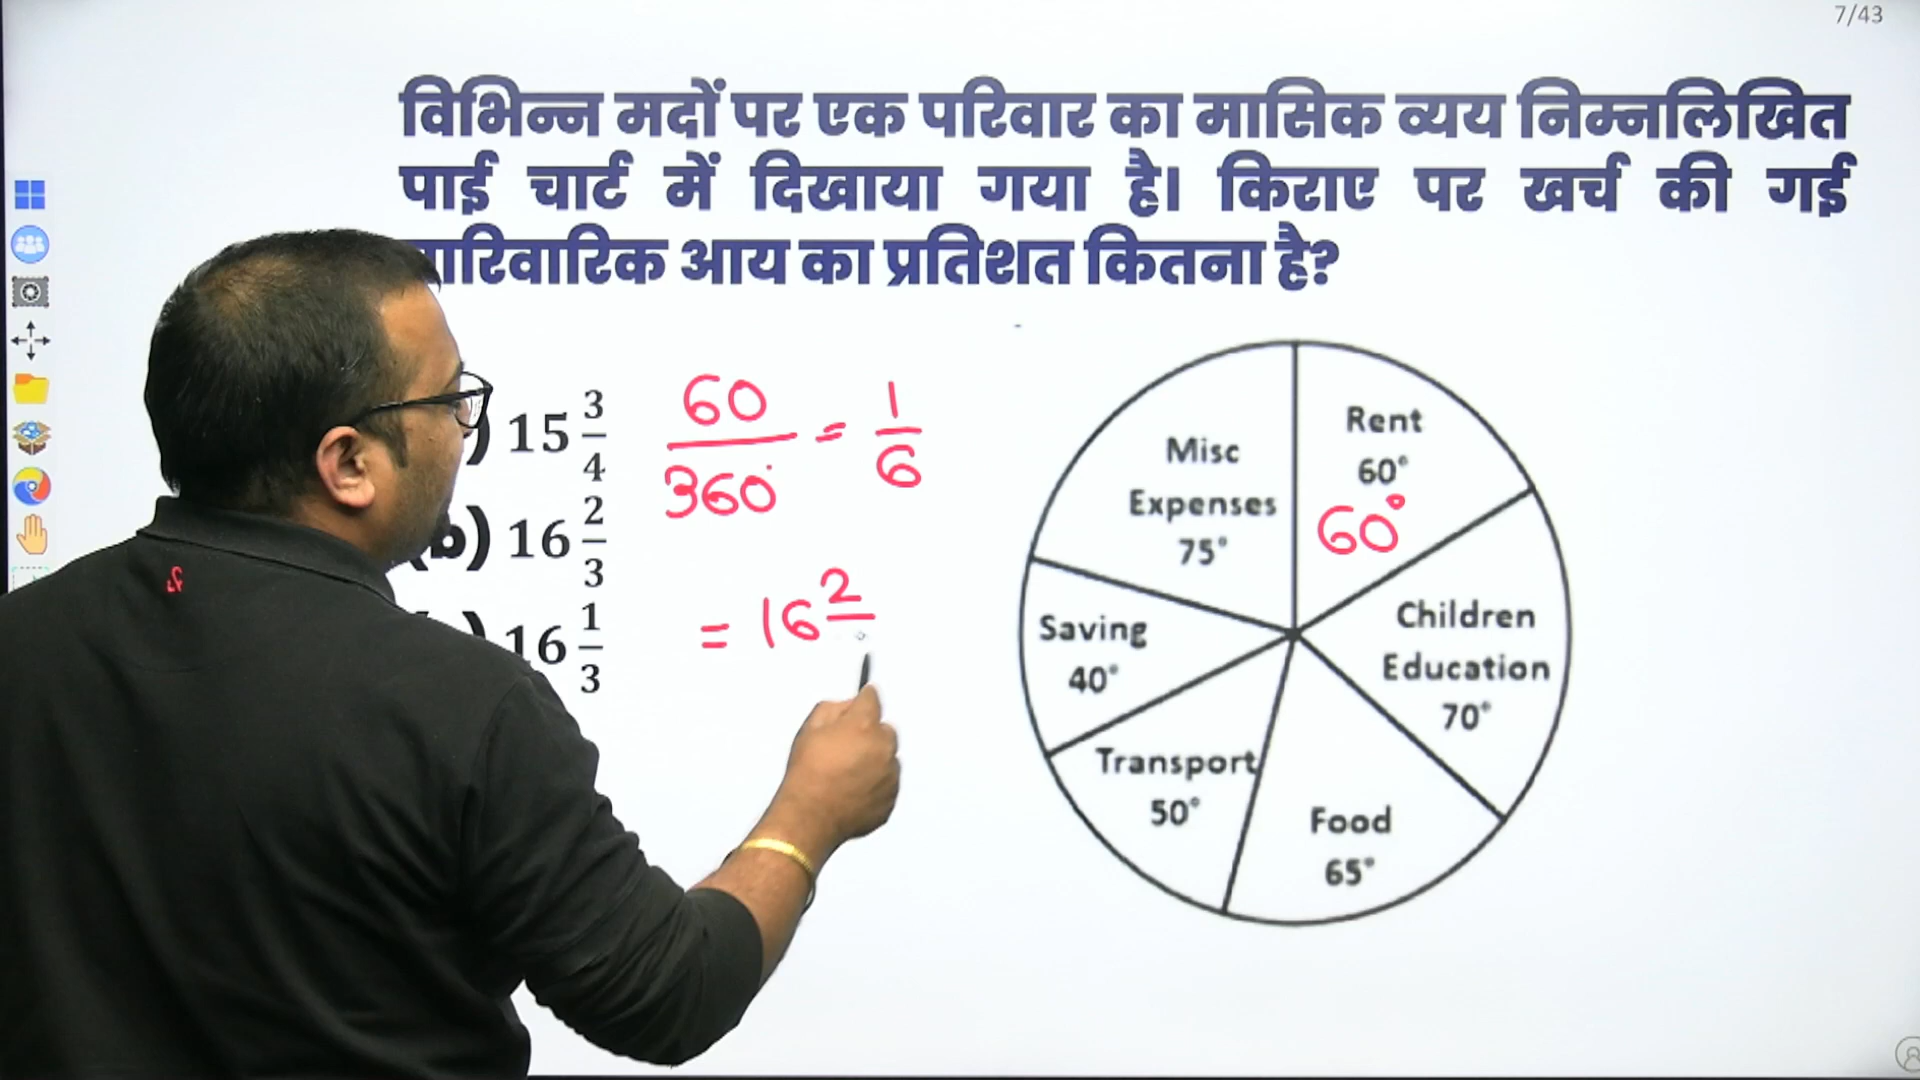 7/43
विभिन्न मदों पर एक परिवार का मासिक व्यय निम्नलिखित
पाई चार्ट में दिखाया गया है। किराए पर खर्च की गई
आय का प्रतिशत कितना है?
) 15 3/4
(b) 16 2/3
) 16 1/3
60/360° = 1/6
= 16 2/
Rent
60°
60°
Misc
Expenses
75°
Children
Education
70°
Saving
40°
Transport
50°
Food
65°